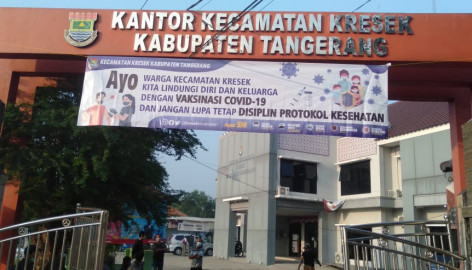 KANTOR KECAMATAN KRESEK
KABUPATEN TANGERANG
KECAMATAN KRESEK KABUPATEN TANGERANG
Ayo WARGA KECAMATAN KRESEK
KITA LINDUNGI DIRI DAN KELUARGA
DENGAN VAKSINASI COVID-19
DAN JANGAN LUPA TETAP DISIPLIN PROTOKOL KESEHATAN